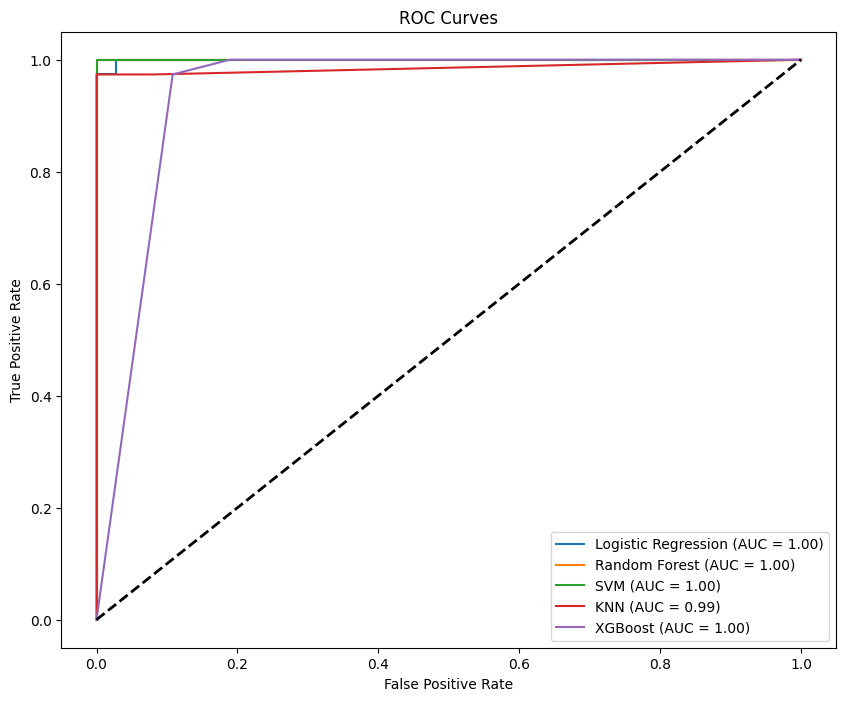 ROC Curves
True Positive Rate
1.0
0.8
0.6
0.4
0.2
0.0
0.0 0.2 0.4 0.6 0.8 1.0
False Positive Rate
Logistic Regression (AUC = 1.00)
Random Forest (AUC = 1.00)
SVM (AUC = 1.00)
KNN (AUC = 0.99)
XGBoost (AUC = 1.00)